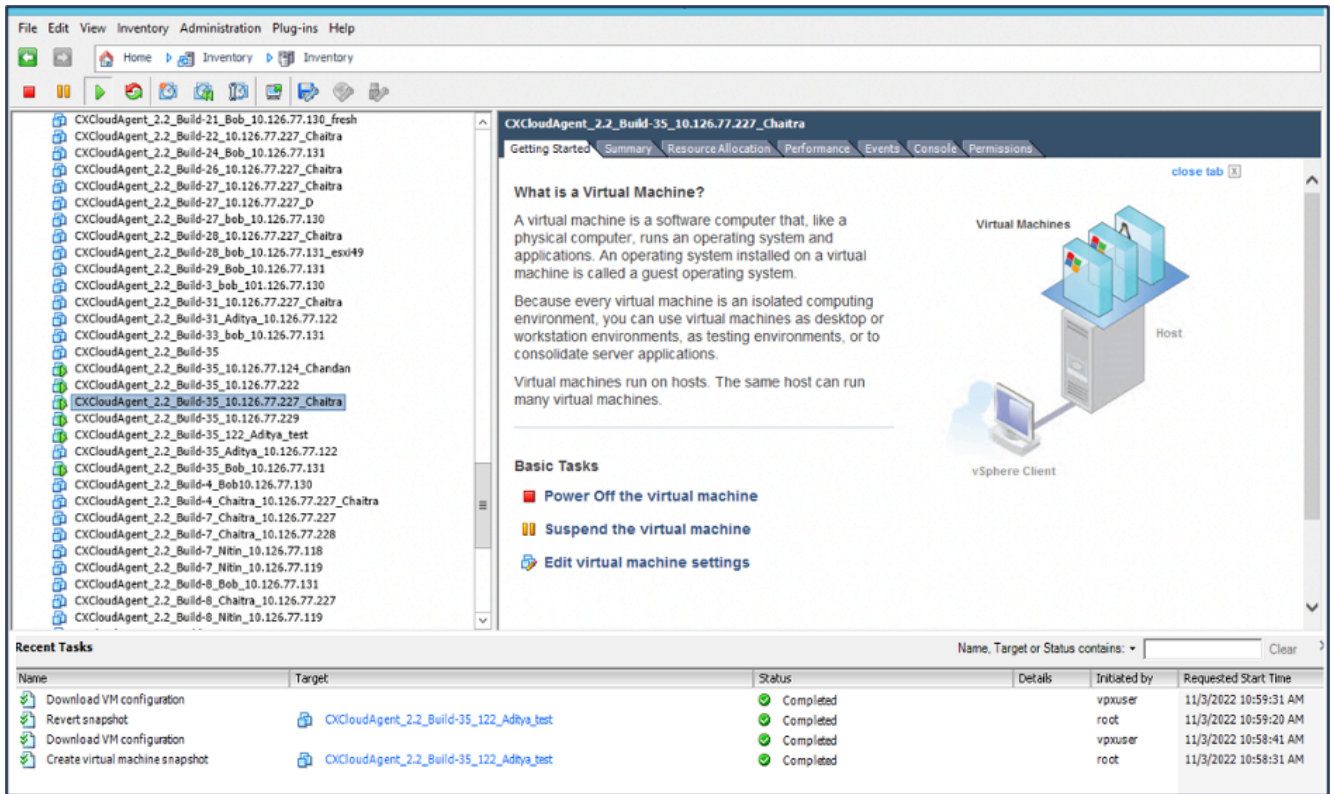 File Edit View Inventory Administration Plug-ins Help
Home Inventory Inventory
CXCloudAgent_2.2_Build-21_Bob_10.126.77.130_fresh
CXCloudAgent_2.2_Build-22_10.126.77.227_Chaitra
CXCloudAgent_2.2_Build-24_Bob_10.126.77.131
CXCloudAgent_2.2_Build-26_10.126.77.227_Chaitra
CXCloudAgent_2.2_Build-27_10.126.77.227_Chaitra
CXCloudAgent_2.2_Build-27_10.126.77.227_D
CXCloudAgent_2.2_Build-27_bob_10.126.77.130
CXCloudAgent_2.2_Build-28_10.126.77.227_Chaitra
CXCloudAgent_2.2_Build-28_bob_10.126.77.131_esxi49
CXCloudAgent_2.2_Build-29_Bob_10.126.77.131
CXCloudAgent_2.2_Build-3_bob_101.126.77.130
CXCloudAgent_2.2_Build-31_10.126.77.227_Chaitra
CXCloudAgent_2.2_Build-31_Aditya_10.126.77.122
CXCloudAgent_2.2_Build-33_bob_10.126.77.131
CXCloudAgent_2.2_Build-35
CXCloudAgent_2.2_Build-35_10.126.77.124_Chandan
CXCloudAgent_2.2_Build-35_10.126.77.222
CXCloudAgent_2.2_Build-35_10.126.77.227_Chaitra
CXCloudAgent_2.2_Build-35_10.126.77.229
CXCloudAgent_2.2_Build-35_122_Aditya_test
CXCloudAgent_2.2_Build-35_Aditya_10.126.77.122
CXCloudAgent_2.2_Build-35_Bob_10.126.77.131
CXCloudAgent_2.2_Build-4_Bob10.126.77.130
CXCloudAgent_2.2_Build-4_Chaitra_10.126.77.227_Chaitra
CXCloudAgent_2.2_Build-7_Chaitra_10.126.77.227
CXCloudAgent_2.2_Build-7_Chaitra_10.126.77.228
CXCloudAgent_2.2_Build-7_Nitin_10.126.77.118
CXCloudAgent_2.2_Build-7_Nitin_10.126.77.119
CXCloudAgent_2.2_Build-8_Bob_10.126.77.131
CXCloudAgent_2.2_Build-8_Chaitra_10.126.77.227
CXCloudAgent_2.2_Build-8_Nitin_10.126.77.119
CXCloudAgent_2.2_Build-35_10.126.77.227_Chaitra
Getting Started Summary Resource Allocation Performance Events Console Permissions
close tab X
What is a Virtual Machine?
A virtual machine is a software computer that, like a
physical computer, runs an operating system and
applications. An operating system installed on a virtual
machine is called a guest operating system.
Because every virtual machine is an isolated computing
environment, you can use virtual machines as desktop or
workstation environments, as testing environments, or to
consolidate server applications.
Virtual machines run on hosts. The same host can run
many virtual machines.
Virtual Machines
Host
vSphere Client
Basic Tasks
Power Off the virtual machine
Suspend the virtual machine
Edit virtual machine settings
Recent Tasks
Name, Target or Status contains: Clear
Name Target Status Details Initiated by Requested Start Time
Download VM configuration Completed vpxuser 11/3/2022 10:59:31 AM
Revert snapshot CXCloudAgent_2.2_Build-35_122_Aditya_test Completed root 11/3/2022 10:59:20 AM
Download VM configuration Completed vpxuser 11/3/2022 10:58:41 AM
Create virtual machine snapshot CXCloudAgent_2.2_Build-35_122_Aditya_test Completed root 11/3/2022 10:58:31 AM